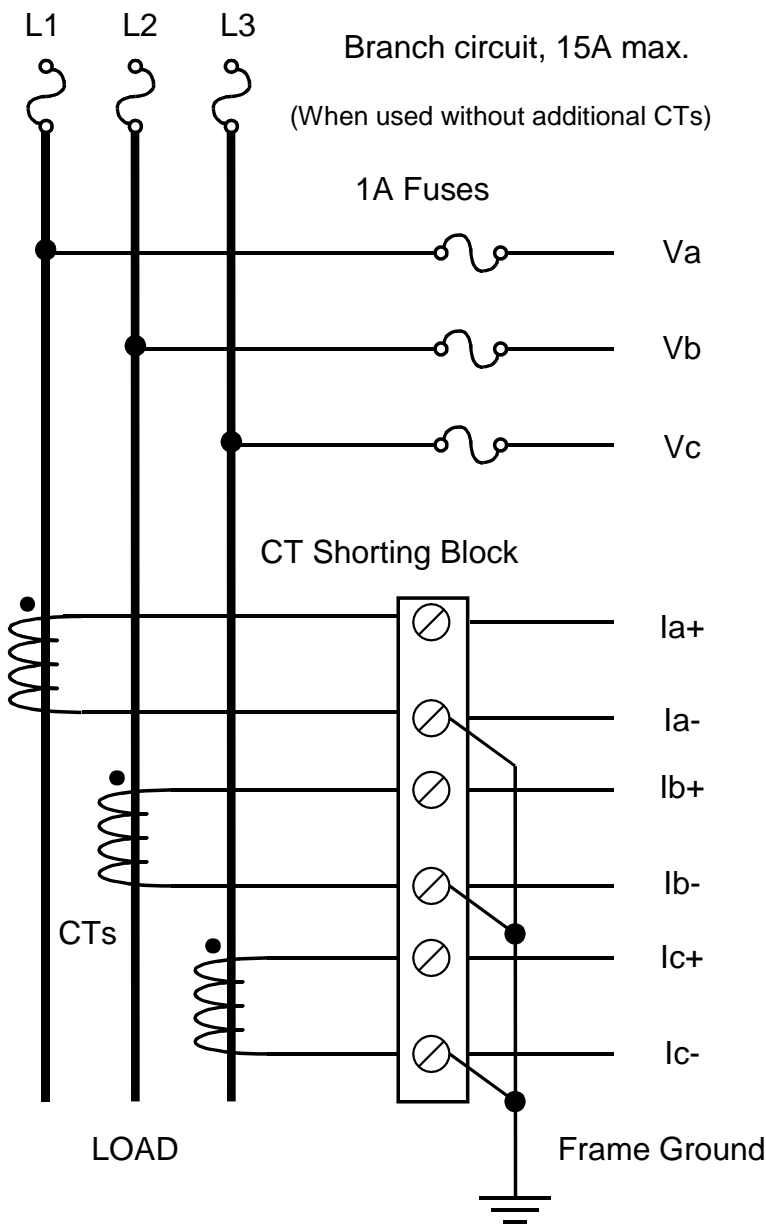 L1 L2 L3
Branch circuit, 15A max.
(When used without additional CTs)
1A Fuses
Va
Vb
Vc
CT Shorting Block
Ia+
Ia-
Ib+
Ib-
CTs
Ic+
Ic-
LOAD
Frame Ground